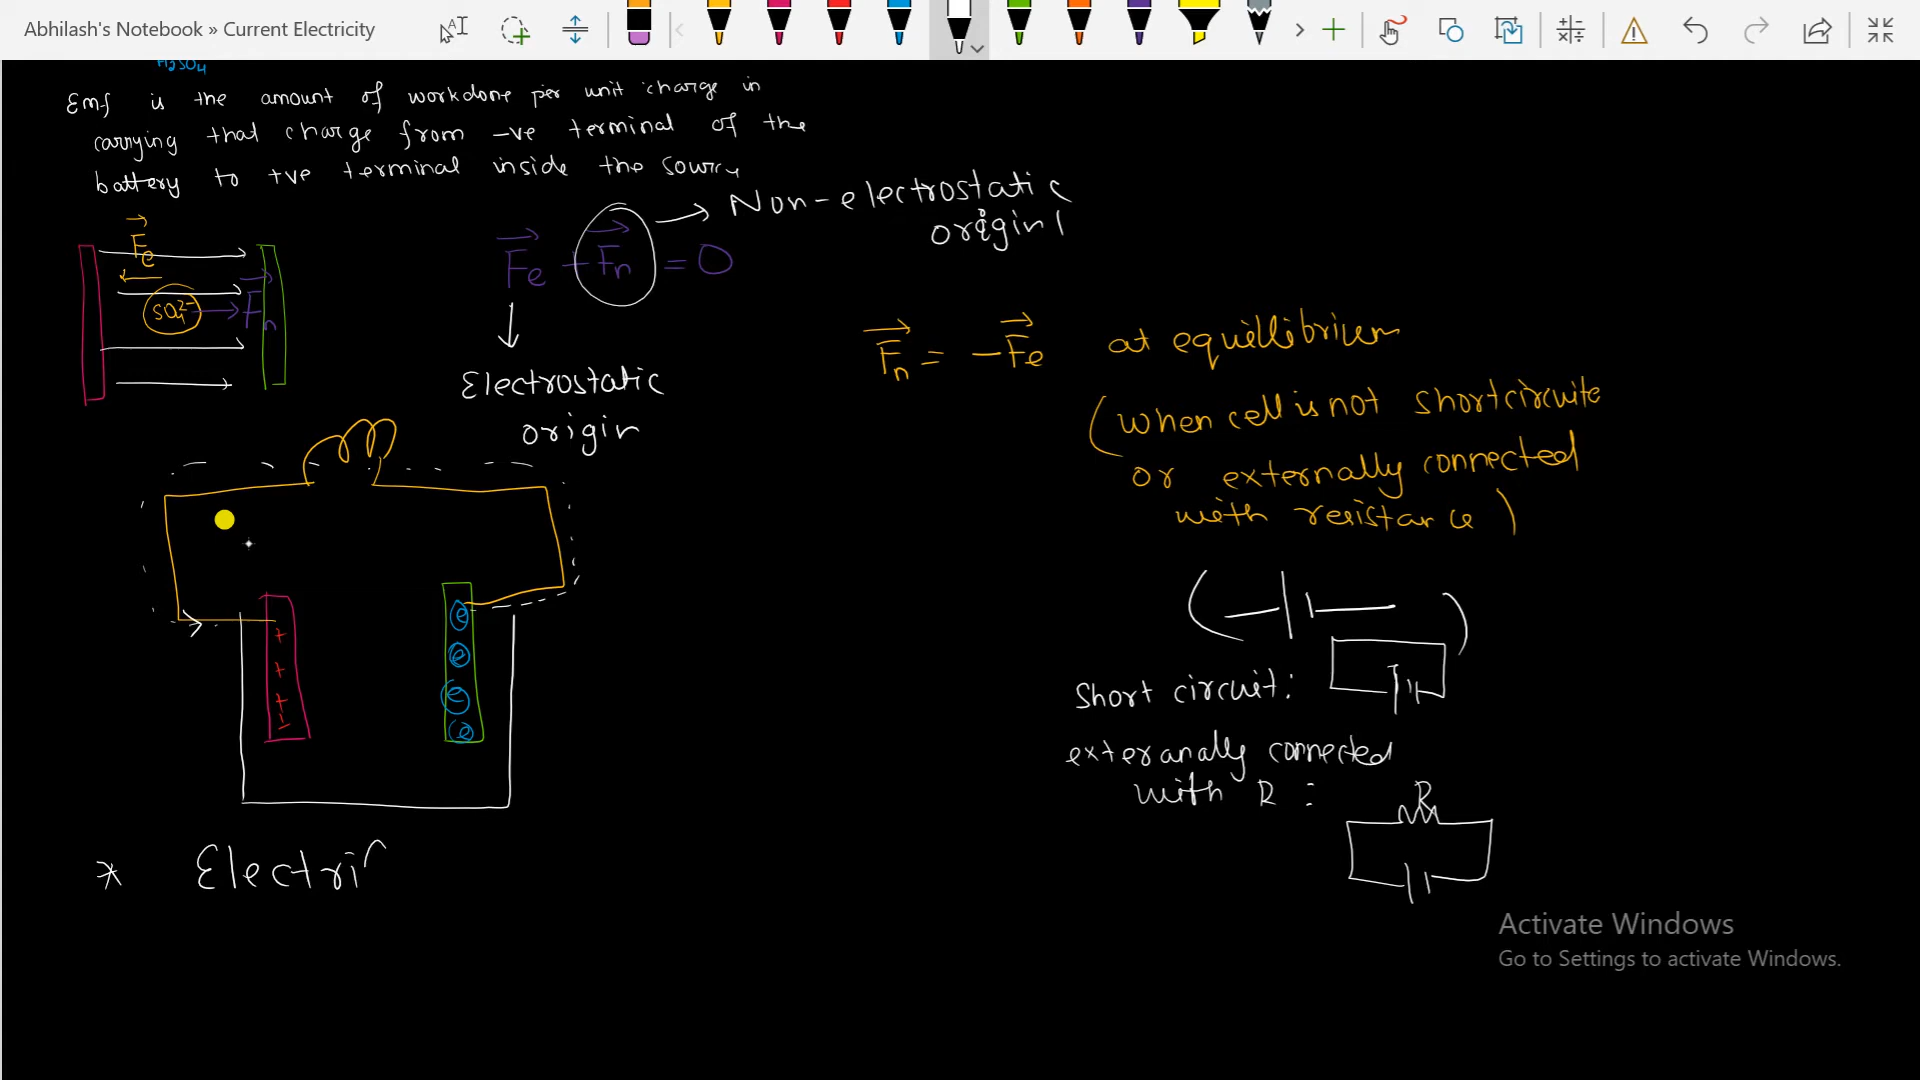 Abhilash's Notebook » Current Electricity
H2SO4
Emf is the amount of workdone per unit charge in
carrying that charge from -ve terminal of the
battery to +ve terminal inside the source
Non-electrostatic
origin
Fe
SO4^2- → Fn
Fe + Fn = 0
Electrostatic
origin
Fn = -Fe at equillibrium
(when cell is not shortcircuite
or externally connected
with resistance)
+
e
+
e
+
e
e
Short circuit:
exteranally connected
with R :
R
* Electri
Activate Windows
Go to Settings to activate Windows.